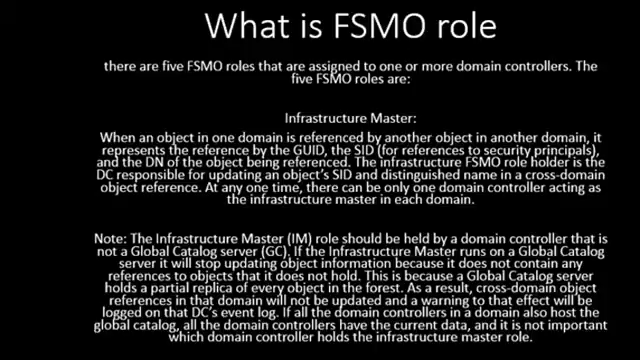 What is FSMO role
there are five FSMO roles that are assigned to one or more domain controllers. The
five FSMO roles are:
Infrastructure Master:
When an object in one domain is referenced by another object in another domain, it
represents the reference by the GUID, the SID (for references to security principals),
and the DN of the object being referenced. The infrastructure FSMO role holder is the
DC responsible for updating an object's SID and distinguished name in a cross-domain
object reference. At any one time, there can be only one domain controller acting as
the infrastructure master in each domain.
Note: The Infrastructure Master (IM) role should be held by a domain controller that is
not a Global Catalog server (GC). If the Infrastructure Master runs on a Global Catalog
server it will stop updating object information because it does not contain any
references to objects that it does not hold. This is because a Global Catalog server
holds a partial replica of every object in the forest. As a result, cross-domain object
references in that domain will not be updated and a warning to that effect will be
logged on that DC's event log. If all the domain controllers in a domain also host the
global catalog, all the domain controllers have the current data, and it is not important
which domain controller holds the infrastructure master role.